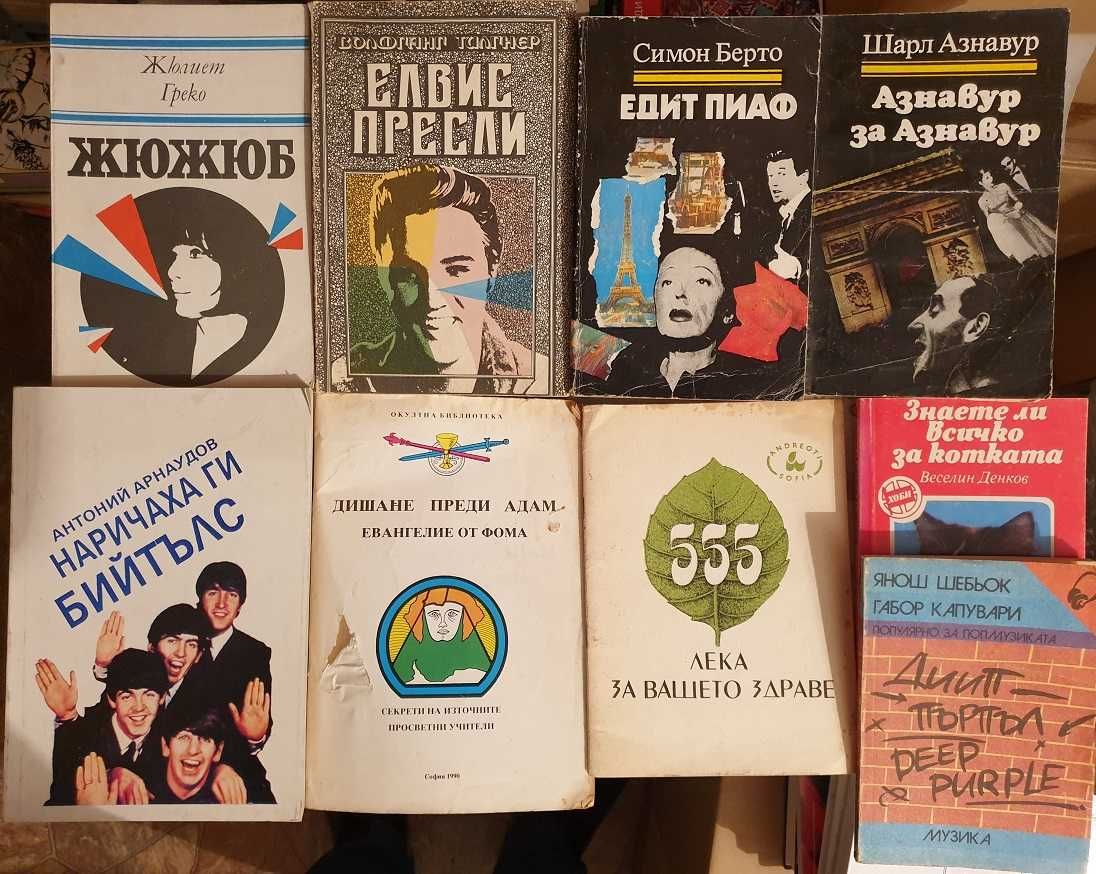 Жюлиет
Греко
ЖЮЖЮБ
ВОЛФГАНГ ТИЛГНЕР
ЕЛВИС
ПРЕСЛИ
Симон Берто
ЕДИТ ПИАФ
Шарл Азнавур
Азнавур
за Азнавур
АНТОНИЙ АРНАУДОВ
НАРИЧАХА ГИ
БИЙТЪЛС
ОКУЛТНА БИБЛИОТЕКА
ДИШАНЕ ПРЕДИ АДАМ
ЕВАНГЕЛИЕ ОТ ФОМА
СЕКРЕТИ НА ИЗТОЧНИТЕ
ПРОСВЕТНИ УЧИТЕЛИ
София 1990
ANDREOTI
SOFIA
555
ЛЕКА
ЗА ВАШЕТО ЗДРАВЕ
Знаете ли
всичко
за котката
Веселин Денков
ХОБИ
ЯНОШ ШЕБЬОК
ГАБОР КАПУВАРИ
ПОПУЛЯРНО ЗА ПОПМУЗИКАТА
ДИИП
ПЪРПЪЛ
DEEP
PURPLE
МУЗИКА